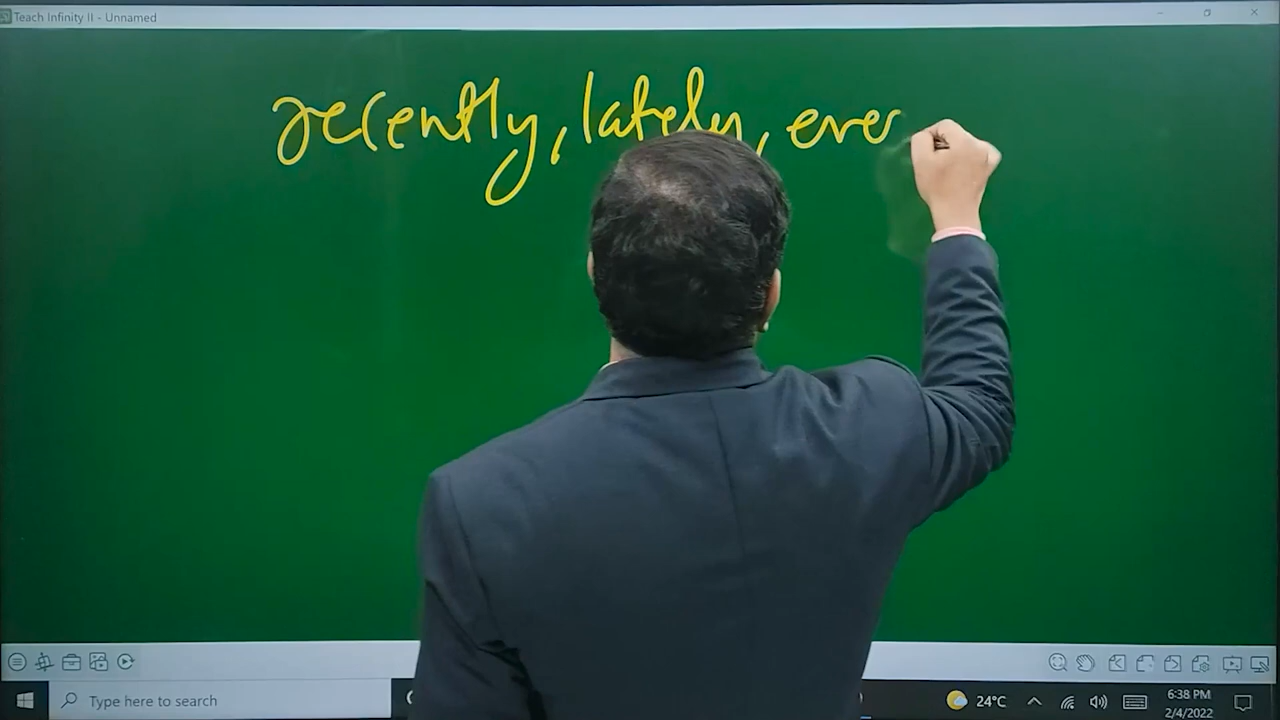 Teach Infinity II - Unnamed
recently, lately, ever
Type here to search
24°C
6:38 PM
2/4/2022